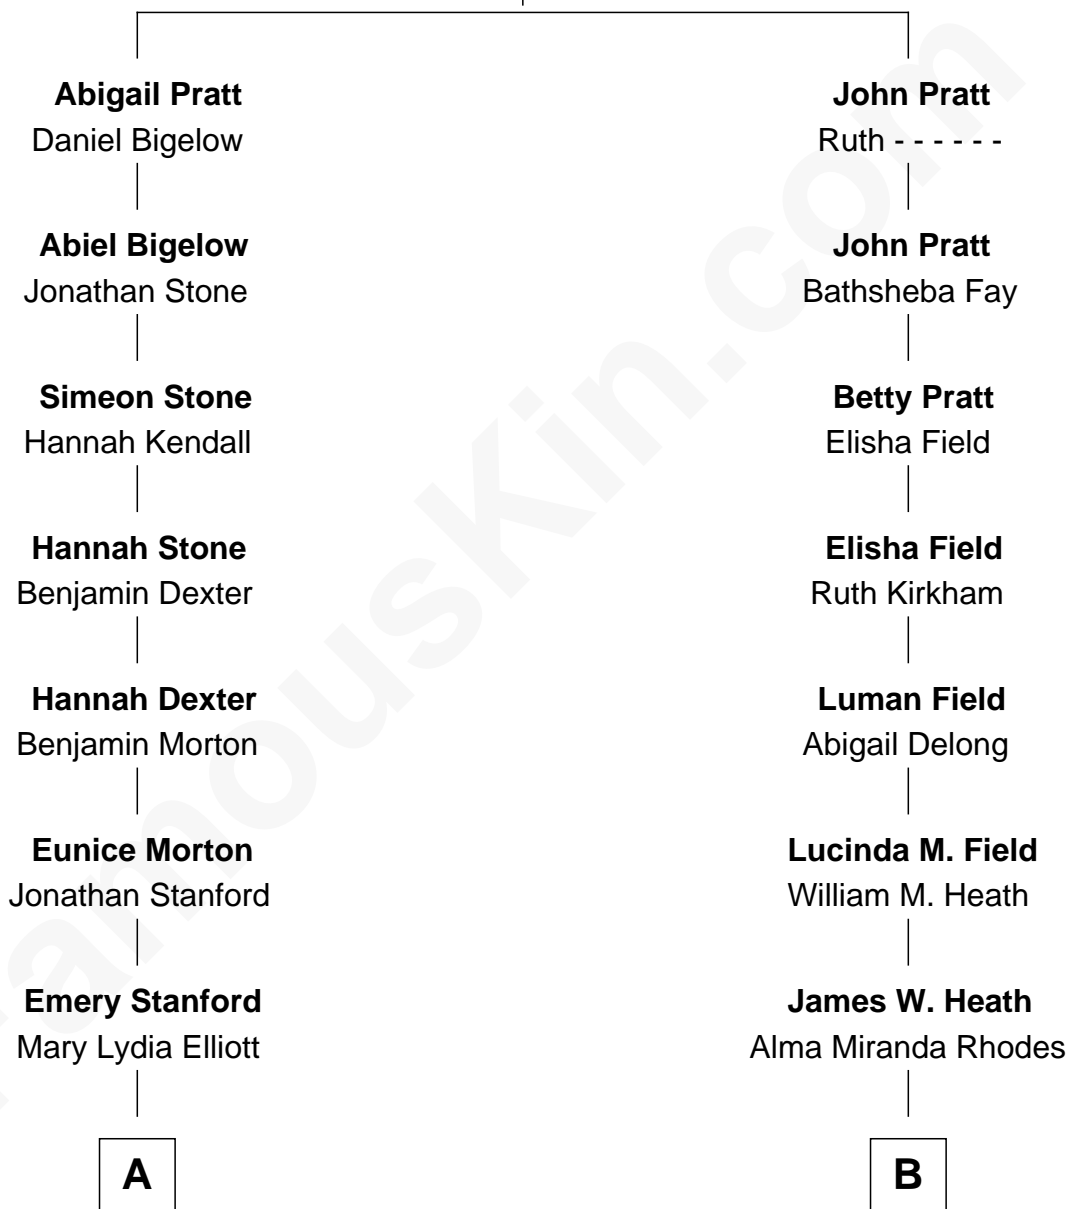 Abigail Pratt
Daniel Bigelow
John Pratt
Ruth - - - - - -
Abiel Bigelow
Jonathan Stone
John Pratt
Bathsheba Fay
Simeon Stone
Hannah Kendall
Betty Pratt
Elisha Field
Hannah Stone
Benjamin Dexter
Elisha Field
Ruth Kirkham
Hannah Dexter
Benjamin Morton
Luman Field
Abigail Delong
Eunice Morton
Jonathan Stanford
Lucinda M. Field
William M. Heath
Emery Stanford
Mary Lydia Elliott
James W. Heath
Alma Miranda Rhodes
A
B
FamousKin.com